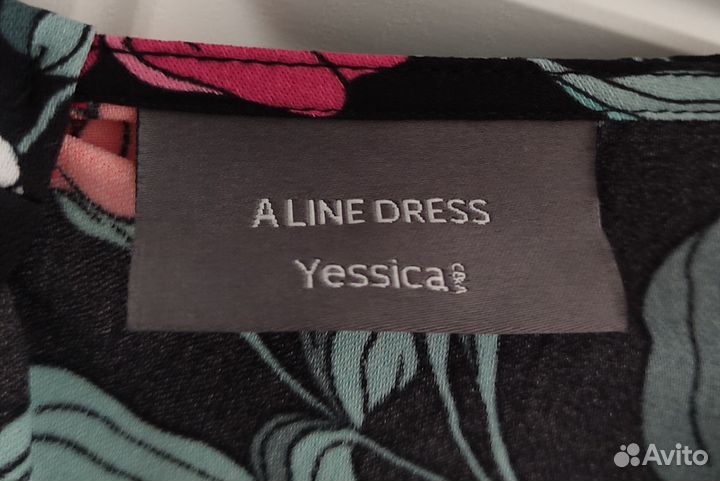 A LINE DRESS
Yessica C&A
Avito